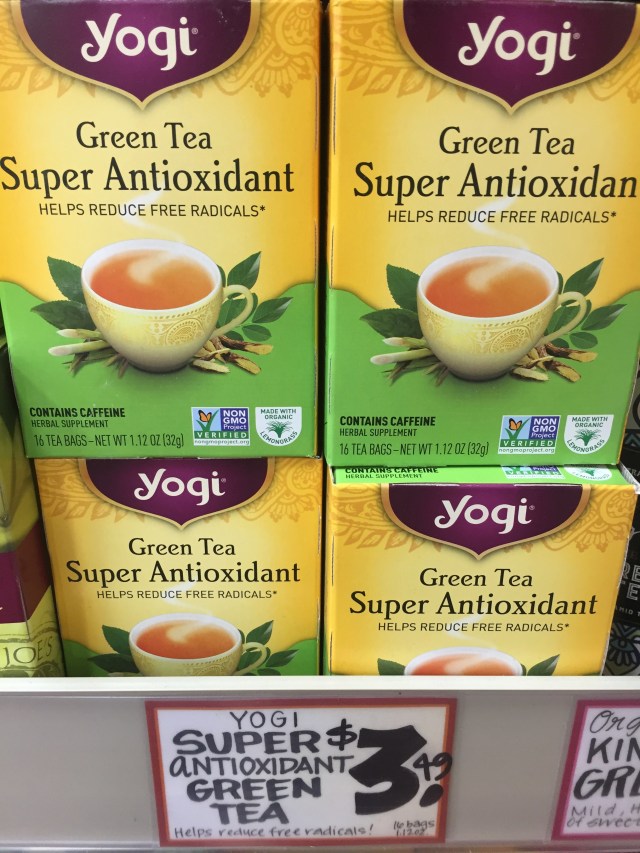 yogi®
Green Tea
Super Antioxidant
HELPS REDUCE FREE RADICALS*
CONTAINS CAFFEINE
HERBAL SUPPLEMENT
16 TEA BAGS – NET WT 1.12 OZ (32g)
NON
GMO
Project
VERIFIED
nongmoproject.org
MADE WITH
ORGANIC
LEMONGRASS
yogi®
Green Tea
Super Antioxidan
HELPS REDUCE FREE RADICALS*
CONTAINS CAFFEINE
HERBAL SUPPLEMENT
16 TEA BAGS – NET WT 1.12 OZ (32g)
NON
GMO
Project
VERIFIED
nongmoproject.org
MADE WITH
ORGANIC
LEMONGRASS
yogi®
Green Tea
Super Antioxidant
HELPS REDUCE FREE RADICALS*
CONTAINS CAFFEINE
HERBAL SUPPLEMENT
yogi®
Green Tea
Super Antioxidant
HELPS REDUCE FREE RADICALS*
JOE'S
YOGI
SUPER
ANTIOXIDANT
GREEN
TEA
$3.49
Helps reduce free radicals!
16 bags
1.12oz
Org
KIN
GRE
Mild, H
of sweet